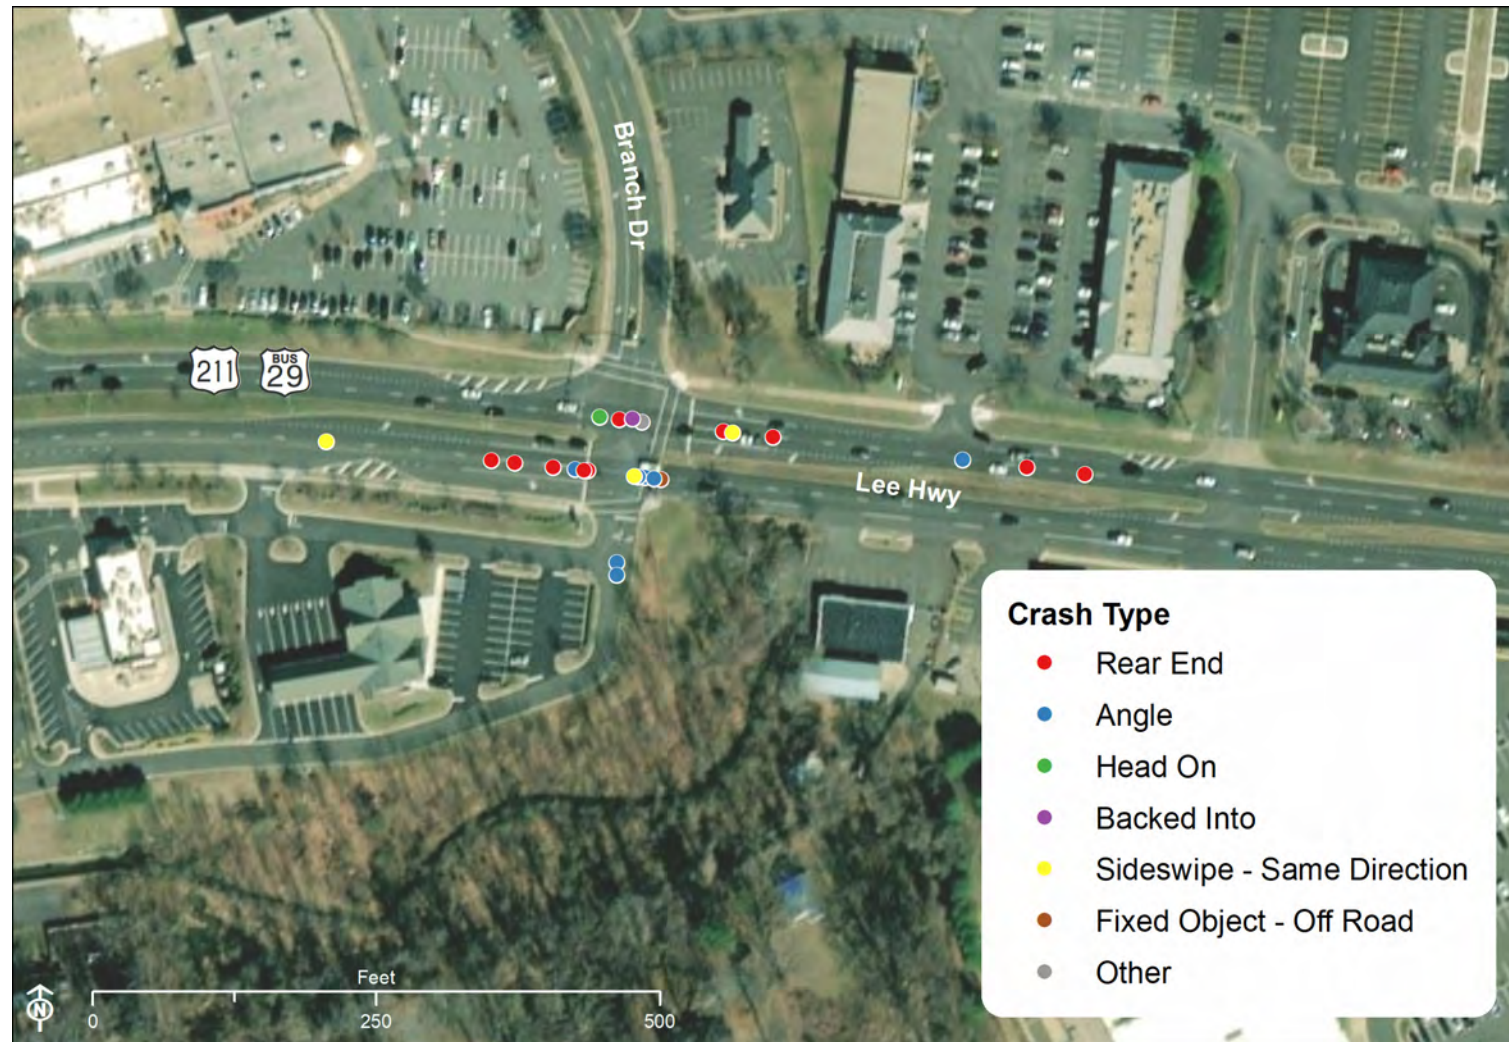 Branch Dr
211
BUS
29
Lee Hwy
Crash Type
Rear End
Angle
Head On
Backed Into
Sideswipe - Same Direction
Fixed Object - Off Road
Other
Feet
N
0
250
500